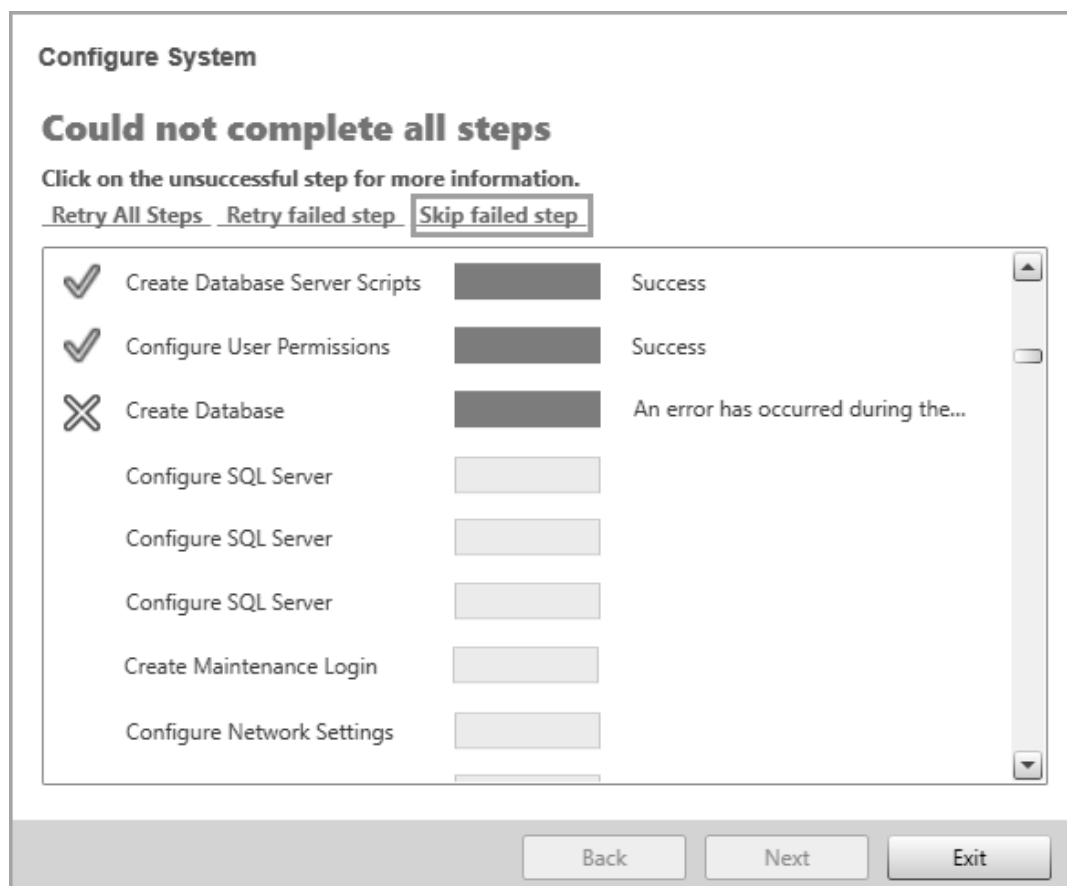 Configure System
Could not complete all steps
Click on the unsuccessful step for more information.
Retry All Steps Retry failed step Skip failed step
Create Database Server Scripts Success
Configure User Permissions Success
Create Database An error has occurred during the...
Configure SQL Server
Configure SQL Server
Configure SQL Server
Create Maintenance Login
Configure Network Settings
Back Next Exit